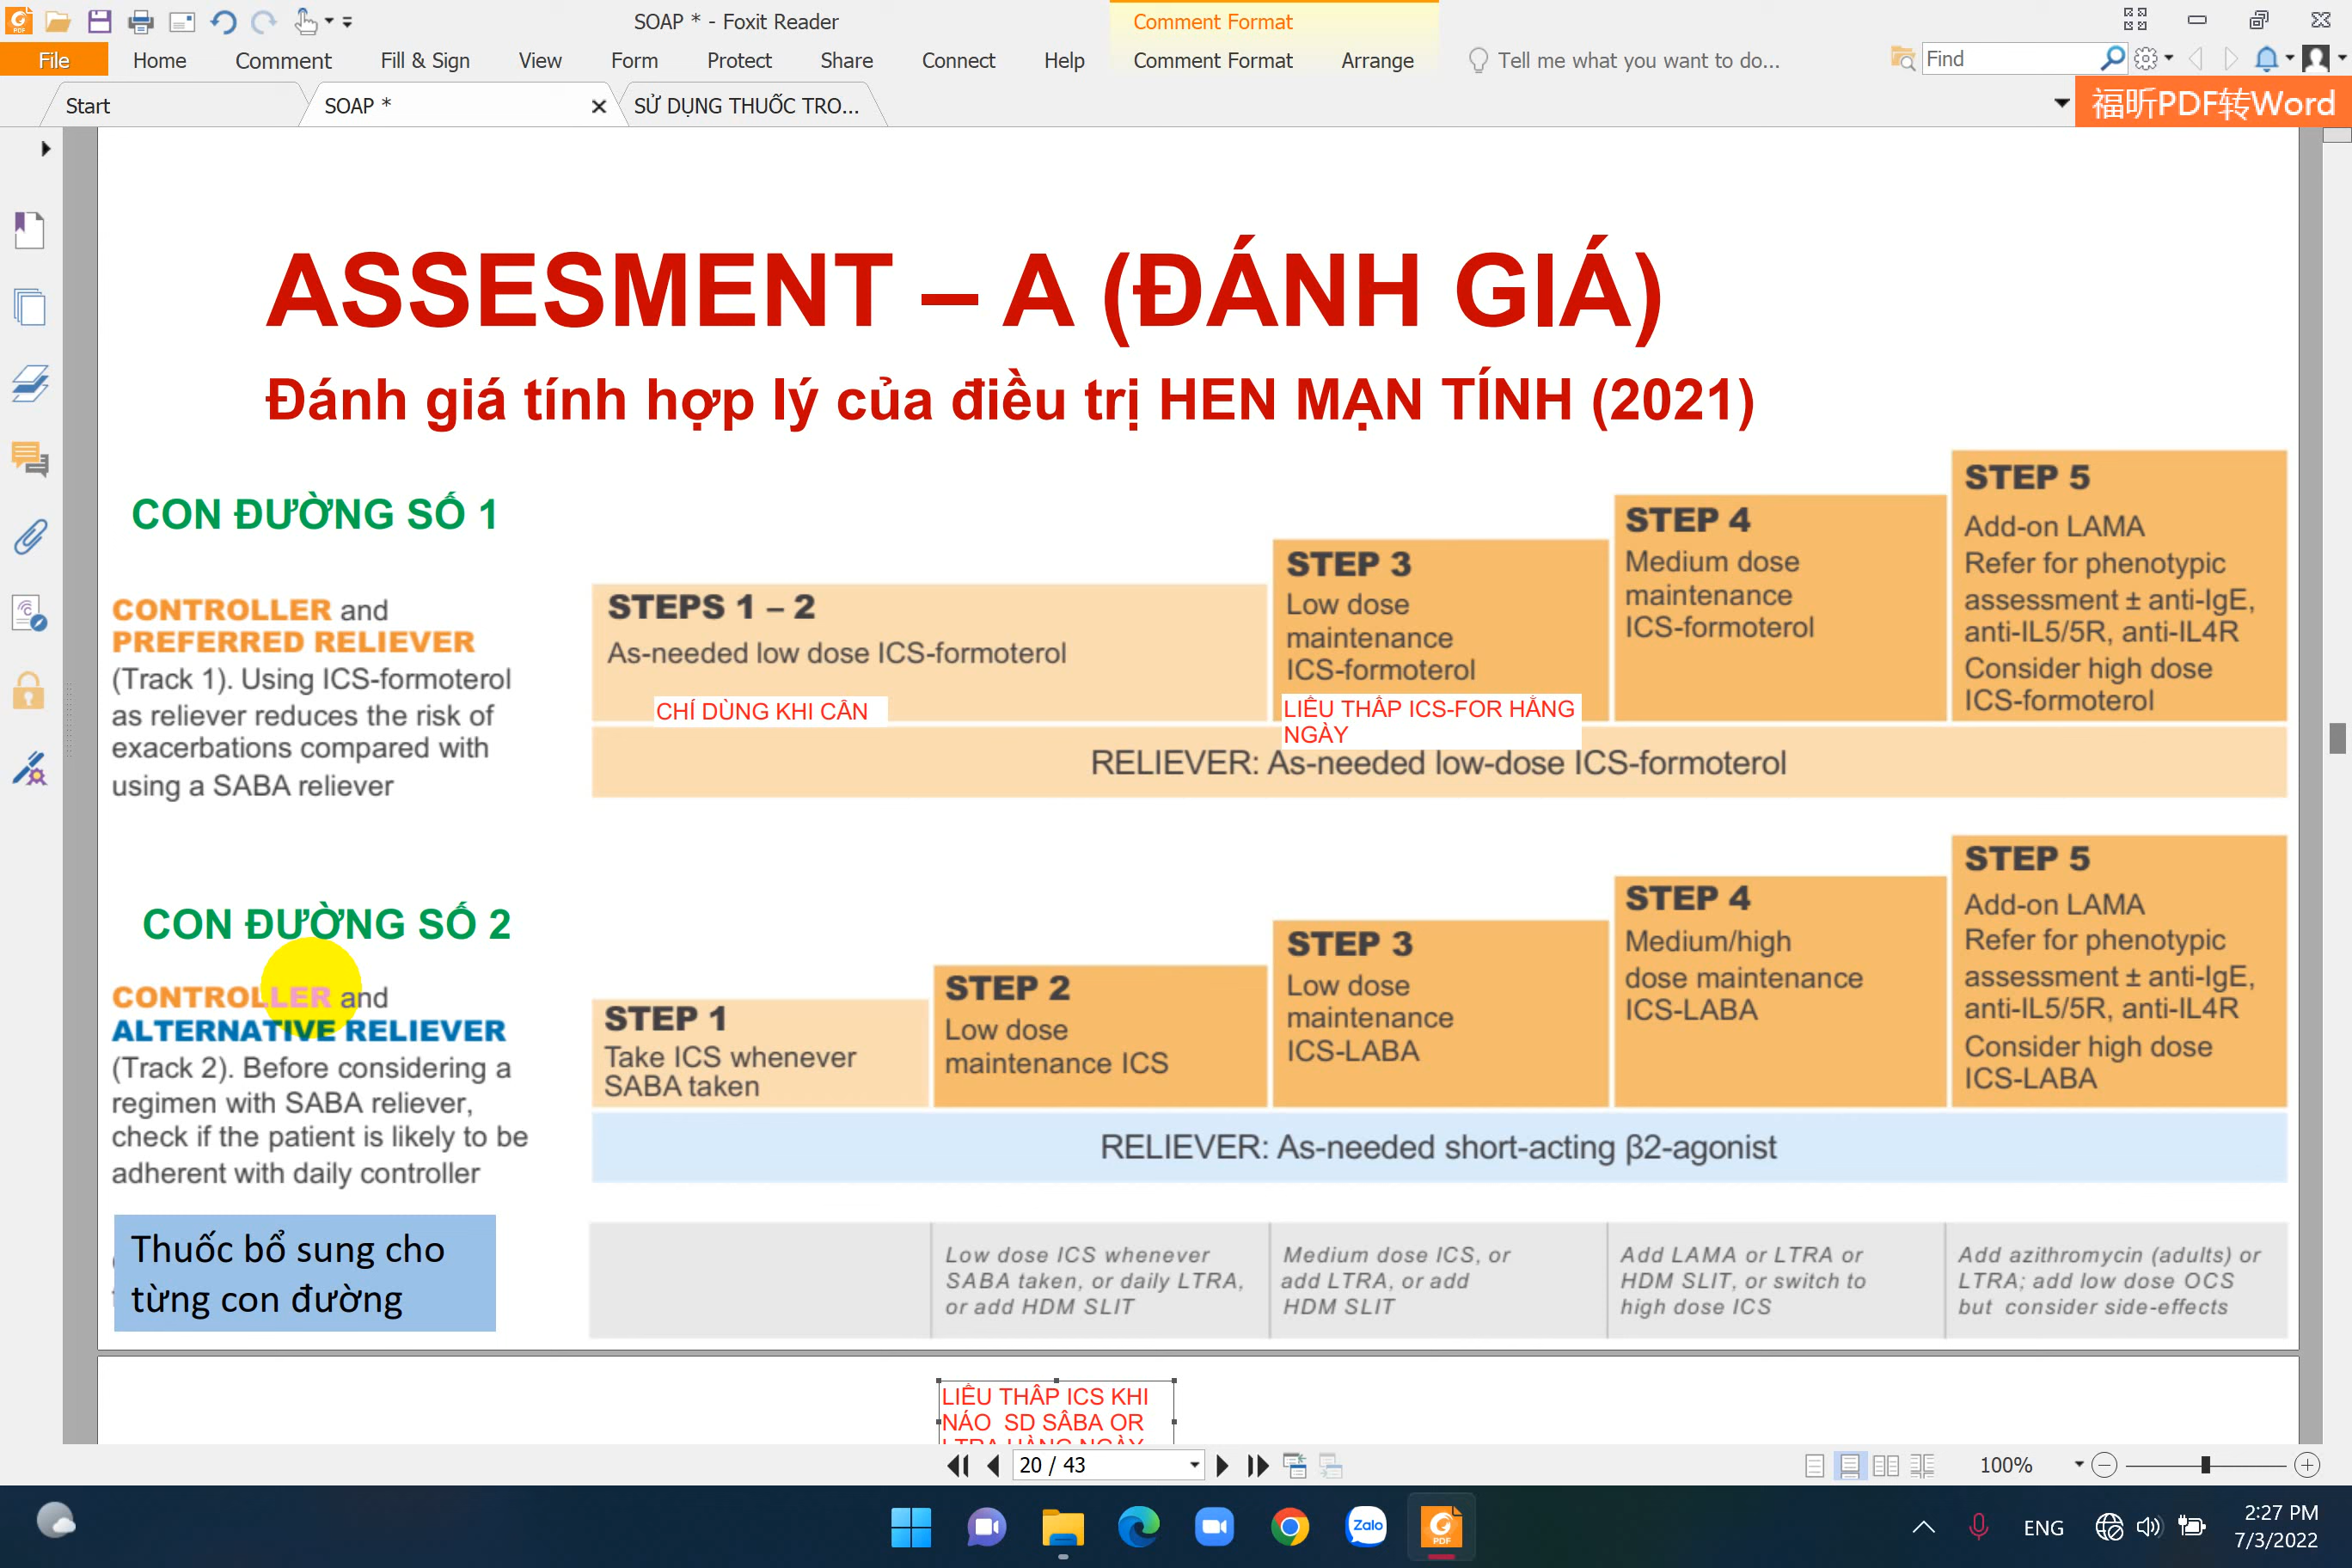 SOAP * - Foxit Reader
Comment Format
File
Home
Comment
Fill & Sign
View
Form
Protect
Share
Connect
Help
Comment Format
Arrange
Tell me what you want to do...
Find
Start
SOAP *
SỬ DỤNG THUỐC TRO...
福昕PDF转Word
ASSESMENT – A (ĐÁNH GIÁ)
Đánh giá tính hợp lý của điều trị HEN MẠN TÍNH (2021)
CON ĐƯỜNG SỐ 1
CONTROLLER and
PREFERRED RELIEVER
(Track 1). Using ICS-formoterol
as reliever reduces the risk of
exacerbations compared with
using a SABA reliever
STEPS 1 – 2
As-needed low dose ICS-formoterol
CHỈ DÙNG KHI CẦN
STEP 3
Low dose
maintenance
ICS-formoterol
LIỀU THẤP ICS-FOR HẰNG
NGÀY
STEP 4
Medium dose
maintenance
ICS-formoterol
STEP 5
Add-on LAMA
Refer for phenotypic
assessment ± anti-IgE,
anti-IL5/5R, anti-IL4R
Consider high dose
ICS-formoterol
RELIEVER: As-needed low-dose ICS-formoterol
CON ĐƯỜNG SỐ 2
CONTROLLER and
ALTERNATIVE RELIEVER
(Track 2). Before considering a
regimen with SABA reliever,
check if the patient is likely to be
adherent with daily controller
STEP 1
Take ICS whenever
SABA taken
STEP 2
Low dose
maintenance ICS
STEP 3
Low dose
maintenance
ICS-LABA
STEP 4
Medium/high
dose maintenance
ICS-LABA
STEP 5
Add-on LAMA
Refer for phenotypic
assessment ± anti-IgE,
anti-IL5/5R, anti-IL4R
Consider high dose
ICS-LABA
RELIEVER: As-needed short-acting β2-agonist
Thuốc bổ sung cho
từng con đường
Low dose ICS whenever
SABA taken, or daily LTRA,
or add HDM SLIT
Medium dose ICS, or
add LTRA, or add
HDM SLIT
Add LAMA or LTRA or
HDM SLIT, or switch to
high dose ICS
Add azithromycin (adults) or
LTRA; add low dose OCS
but consider side-effects
LIỀU THẤP ICS KHI
NÁO SD SÂBA OR
LTRA HÀNG NGÀY
20 / 43
100%
Zalo
ENG
2:27 PM
7/3/2022